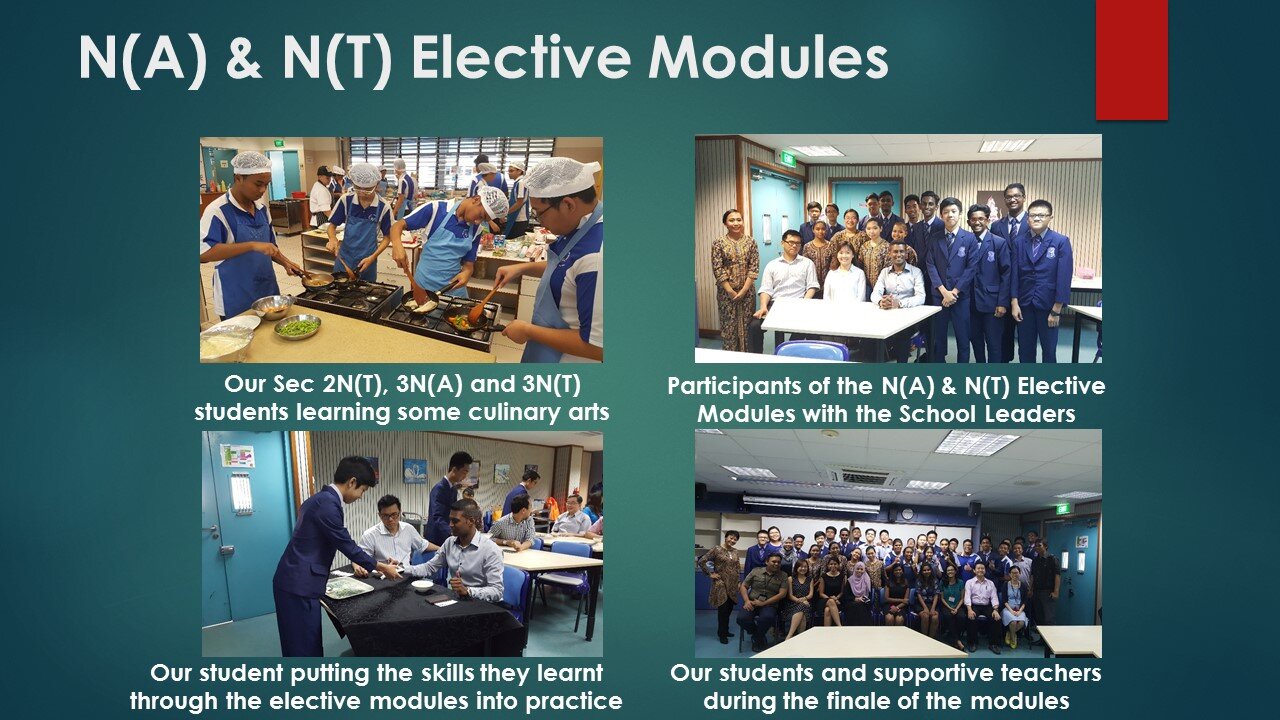 N(A) & N(T) Elective Modules
Our Sec 2N(T), 3N(A) and 3N(T)
students learning some culinary arts
Participants of the N(A) & N(T) Elective
Modules with the School Leaders
Our student putting the skills they learnt
through the elective modules into practice
Our students and supportive teachers
during the finale of the modules